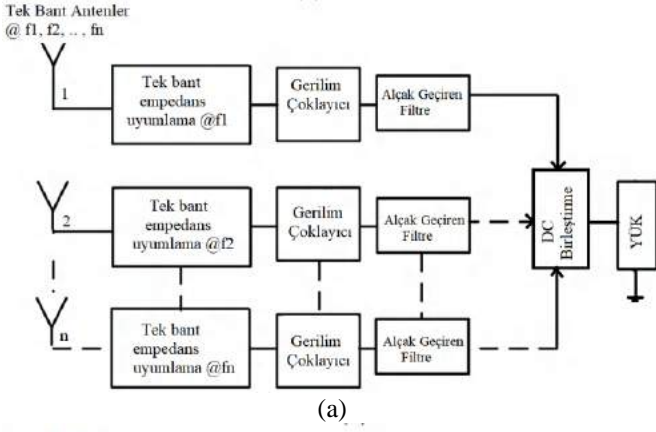 Tek Bant Antenler
@ f1, f2, .. , fn
1
Tek bant
empedans
uyumlama @f1
Gerilim
Çoklayıcı
Alçak Geçiren
Filtre
2
Tek bant
empedans
uyumlama @f2
Gerilim
Çoklayıcı
Alçak Geçiren
Filtre
DC
Birleştirme
YÜK
n
Tek bant
empedans
uyumlama @fn
Gerilim
Çoklayıcı
Alçak Geçiren
Filtre
(a)